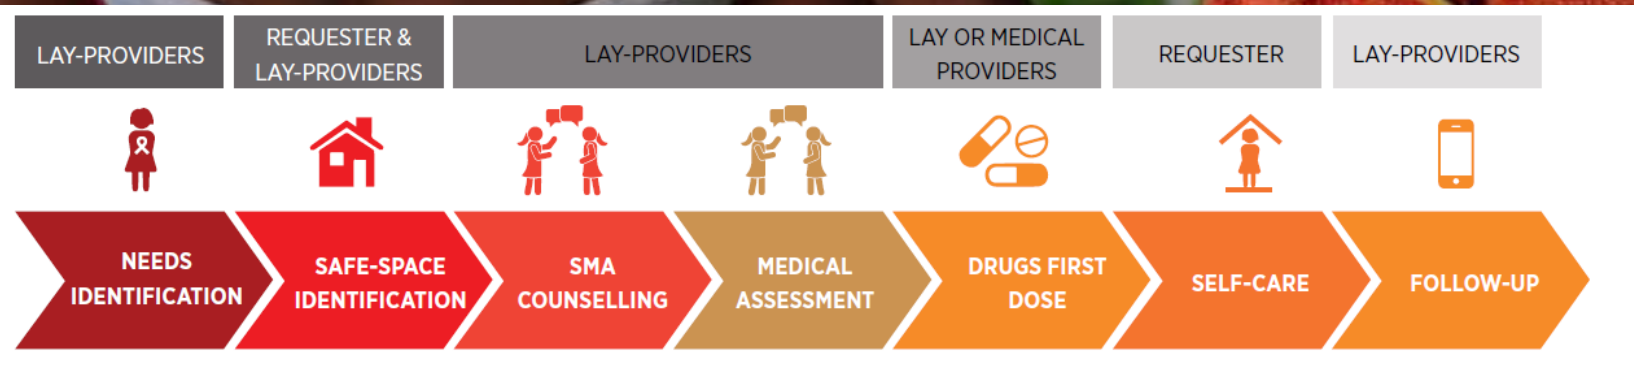 LAY-PROVIDERS
REQUESTER &
LAY-PROVIDERS
LAY-PROVIDERS
LAY OR MEDICAL
PROVIDERS
REQUESTER
LAY-PROVIDERS
NEEDS
IDENTIFICATION
SAFE-SPACE
IDENTIFICATION
SMA
COUNSELLING
MEDICAL
ASSESSMENT
DRUGS FIRST
DOSE
SELF-CARE
FOLLOW-UP